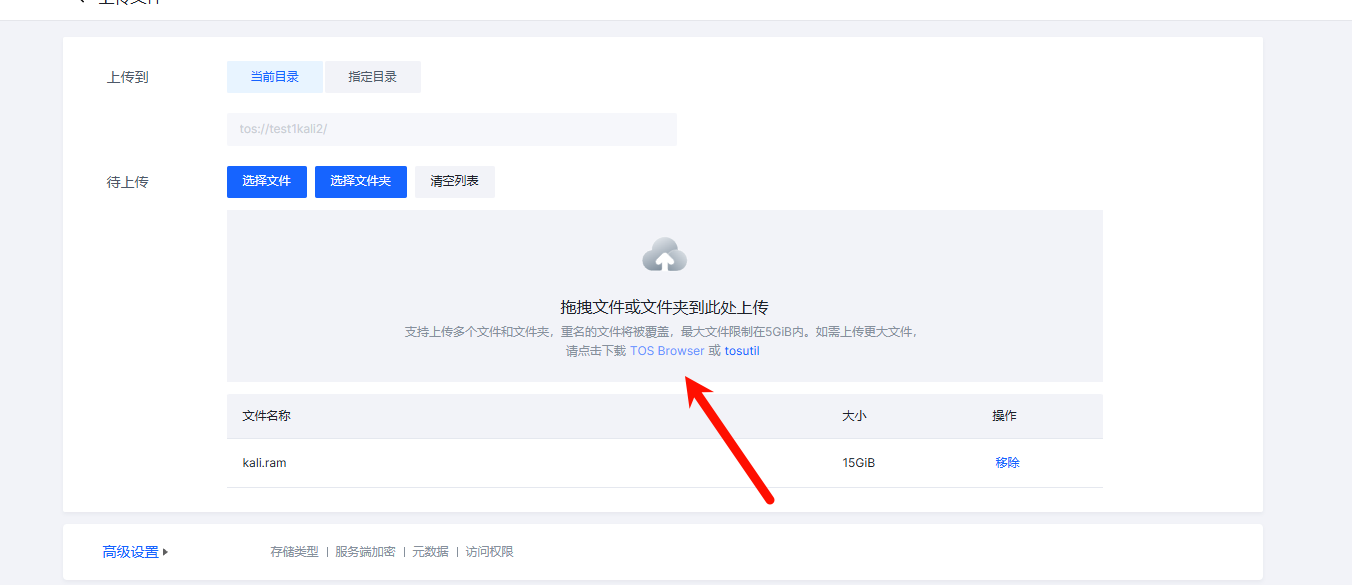 上传文件
上传到
当前目录
指定目录
tos://test1kali2/
待上传
选择文件
选择文件夹
清空列表
拖拽文件或文件夹到此处上传
支持上传多个文件和文件夹，重名的文件将被覆盖，最大文件限制在5GiB内。如需上传更大文件，
请点击下载 TOS Browser 或 tosutil
文件名称 大小 操作
kali.ram 15GiB 移除
高级设置 存储类型 | 服务端加密 | 元数据 | 访问权限